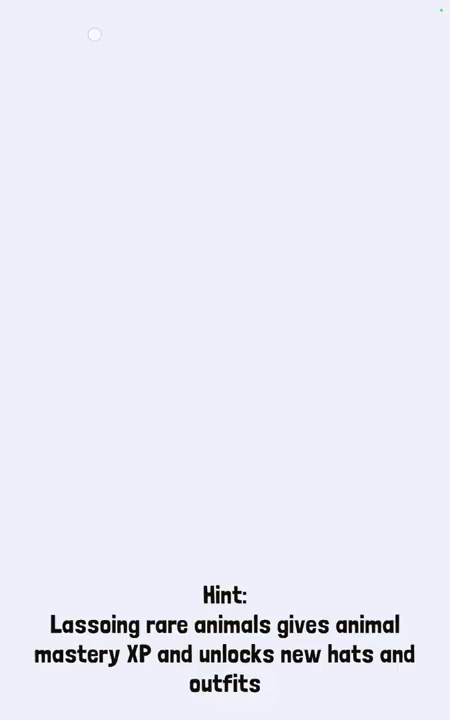 Hint:
Lassoing rare animals gives animal
mastery XP and unlocks new hats and
outfits